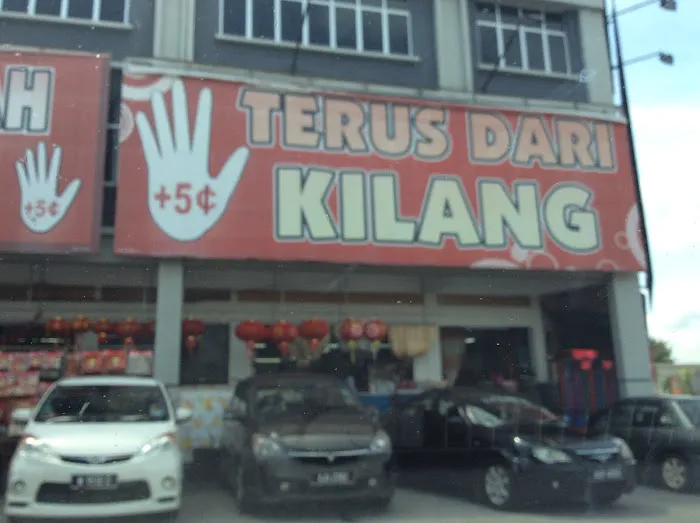 AH
+5¢
+5¢
TERUS DARI
KILANG